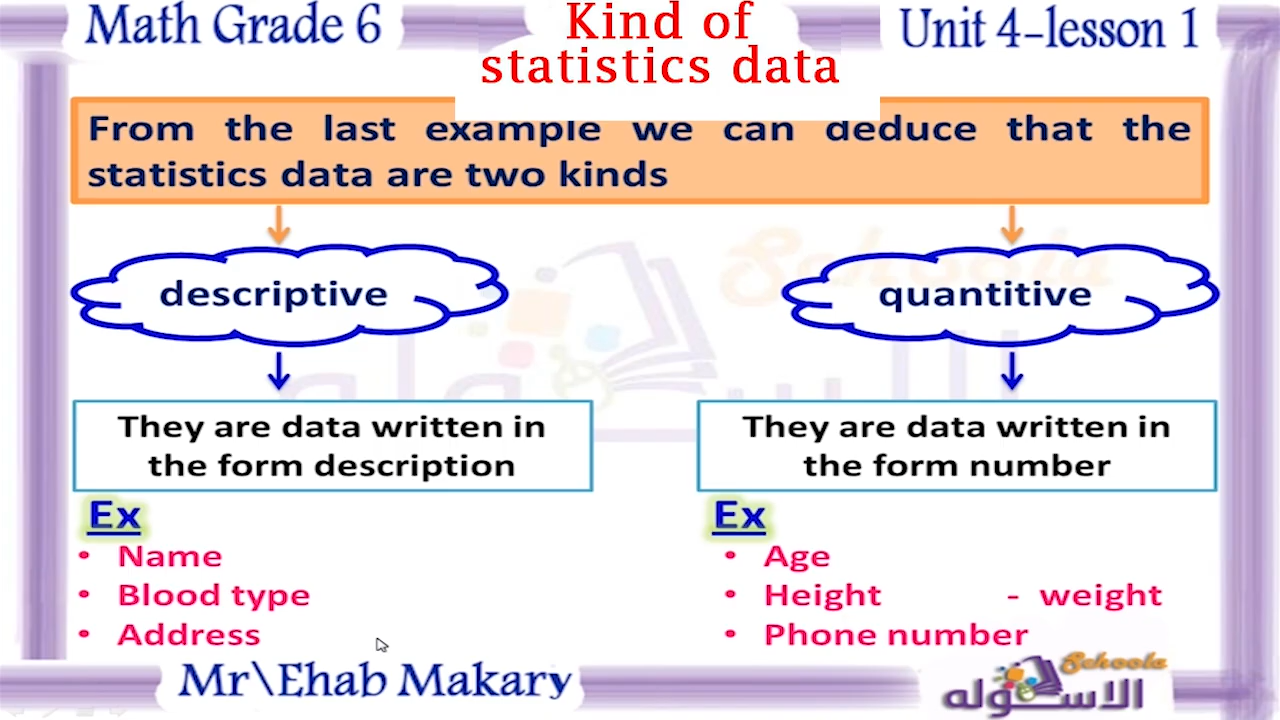 Math Grade 6
Kind of
statistics data
Unit 4-lesson 1
From the last example we can deduce that the
statistics data are two kinds
descriptive
quantitive
They are data written in
the form description
They are data written in
the form number
Ex
• Name
• Blood type
• Address
Ex
• Age
• Height - weight
• Phone number
Mr\Ehab Makary
Schoola
الاسكوله